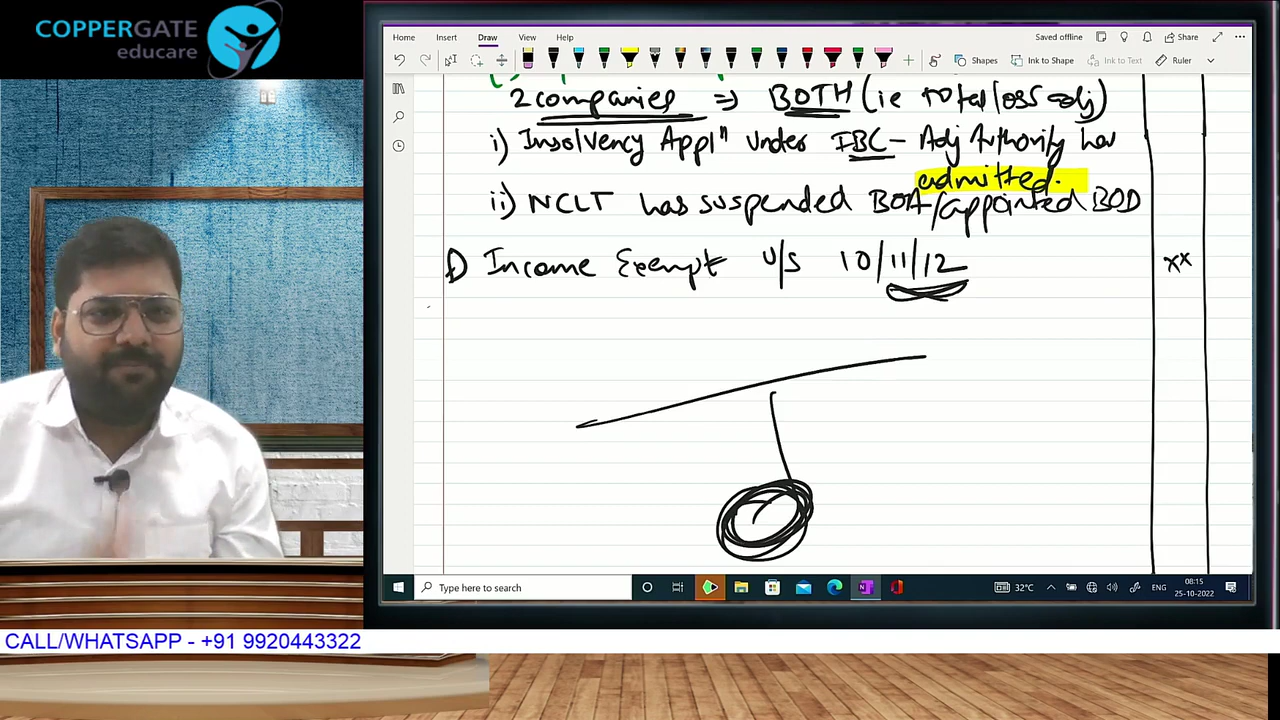 COPPERGATE
educare
Saved offline
Share
Home Insert Draw View Help
Shapes Ink to Shape Ink to Text Ruler
2 companies ⇒ BOTH (ie total loss adj)
i) Insolvency Applⁿ under IBC - Adj Authority has
admitted.
ii) NCLT has suspended BOD/appointed BOD
D) Income Exempt u/s 10/11/12
xx
Type here to search
32°C
ENG
08:15
25-10-2022
CALL/WHATSAPP - +91 9920443322